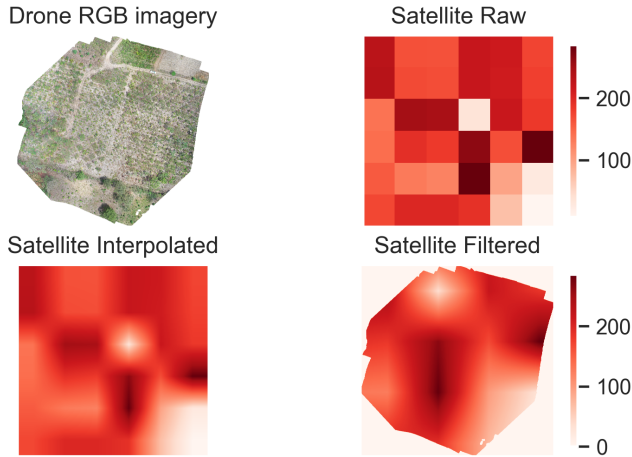 Drone RGB imagery
Satellite Raw
200
100
Satellite Interpolated
Satellite Filtered
200
100
0